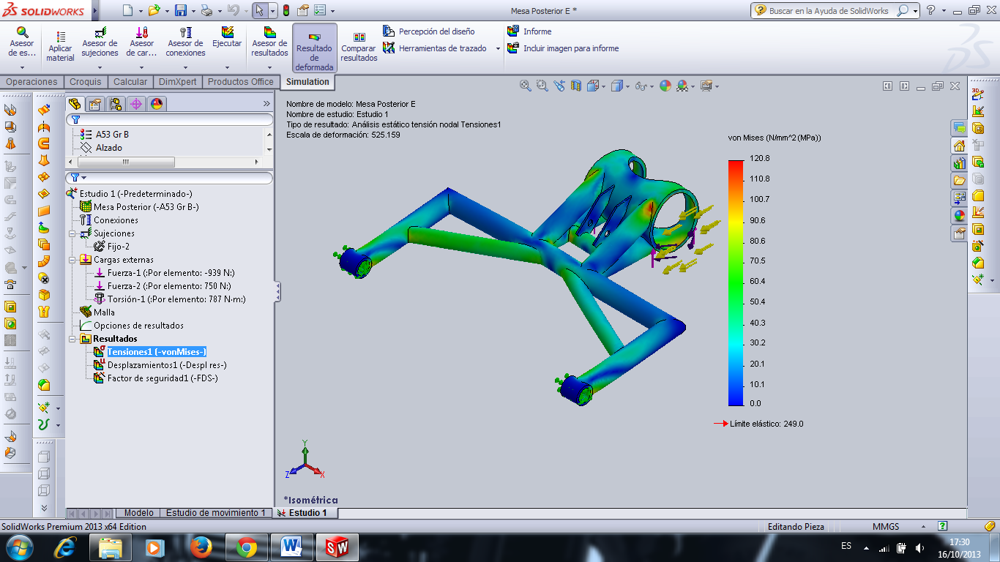 SOLIDWORKS
Mesa Posterior E *
Buscar en la Ayuda de SolidWorks
Asesor de es...
Aplicar material
Asesor de sujeciones
Asesor de car...
Asesor de conexiones
Ejecutar
Asesor de resultados
Resultado de deformada
Comparar resultados
Percepción del diseño
Herramientas de trazado
Informe
Incluir imagen para informe
Operaciones
Croquis
Calcular
DimXpert
Productos Office
Simulation
A53 Gr B
Alzado
Estudio 1 (-Predeterminado-)
Mesa Posterior (-A53 Gr B-)
Conexiones
Sujeciones
Fijo-2
Cargas externas
Fuerza-1 (:Por elemento: -939 N:)
Fuerza-2 (:Por elemento: 750 N:)
Torsión-1 (:Por elemento: 787 N·m:)
Malla
Opciones de resultados
Resultados
Tensiones1 (-vonMises-)
Desplazamientos1 (-Despl res-)
Factor de seguridad1 (-FDS-)
Nombre de modelo: Mesa Posterior E
Nombre de estudio: Estudio 1
Tipo de resultado: Análisis estático tensión nodal Tensiones1
Escala de deformación: 525.159
von Mises (N/mm^2 (MPa))
120.8
110.8
100.7
90.6
80.6
70.5
60.4
50.4
40.3
30.2
20.1
10.1
0.0
Límite elástico: 249.0
Y
Z
X
*Isométrica
Modelo
Estudio de movimiento 1
Estudio 1
SolidWorks Premium 2013 x64 Edition
Editando Pieza
MMGS
ES
17:30
16/10/2013